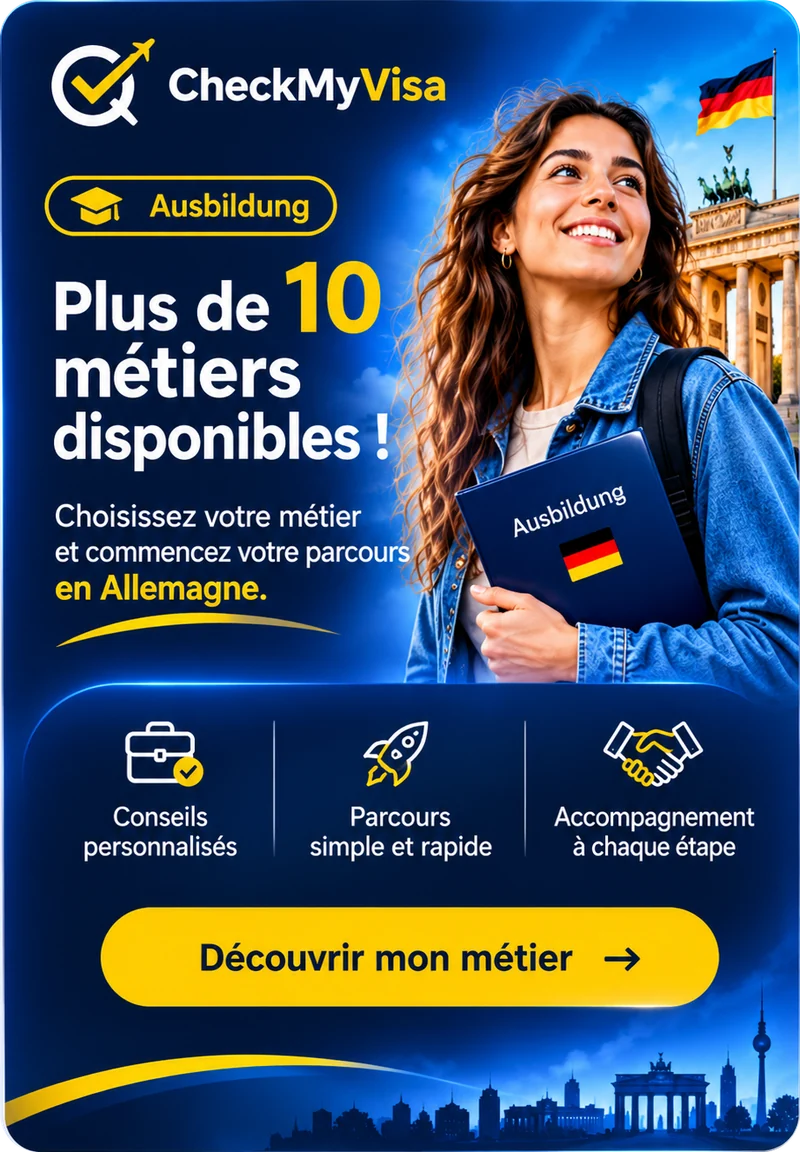 CheckMyVisa
Ausbildung
Plus de 10
métiers
disponibles !
Choisissez votre métier
et commencez votre parcours
en Allemagne.
Ausbildung
Conseils
personnalisés
Parcours
simple et rapide
Accompagnement
à chaque étape
Découvrir mon métier →